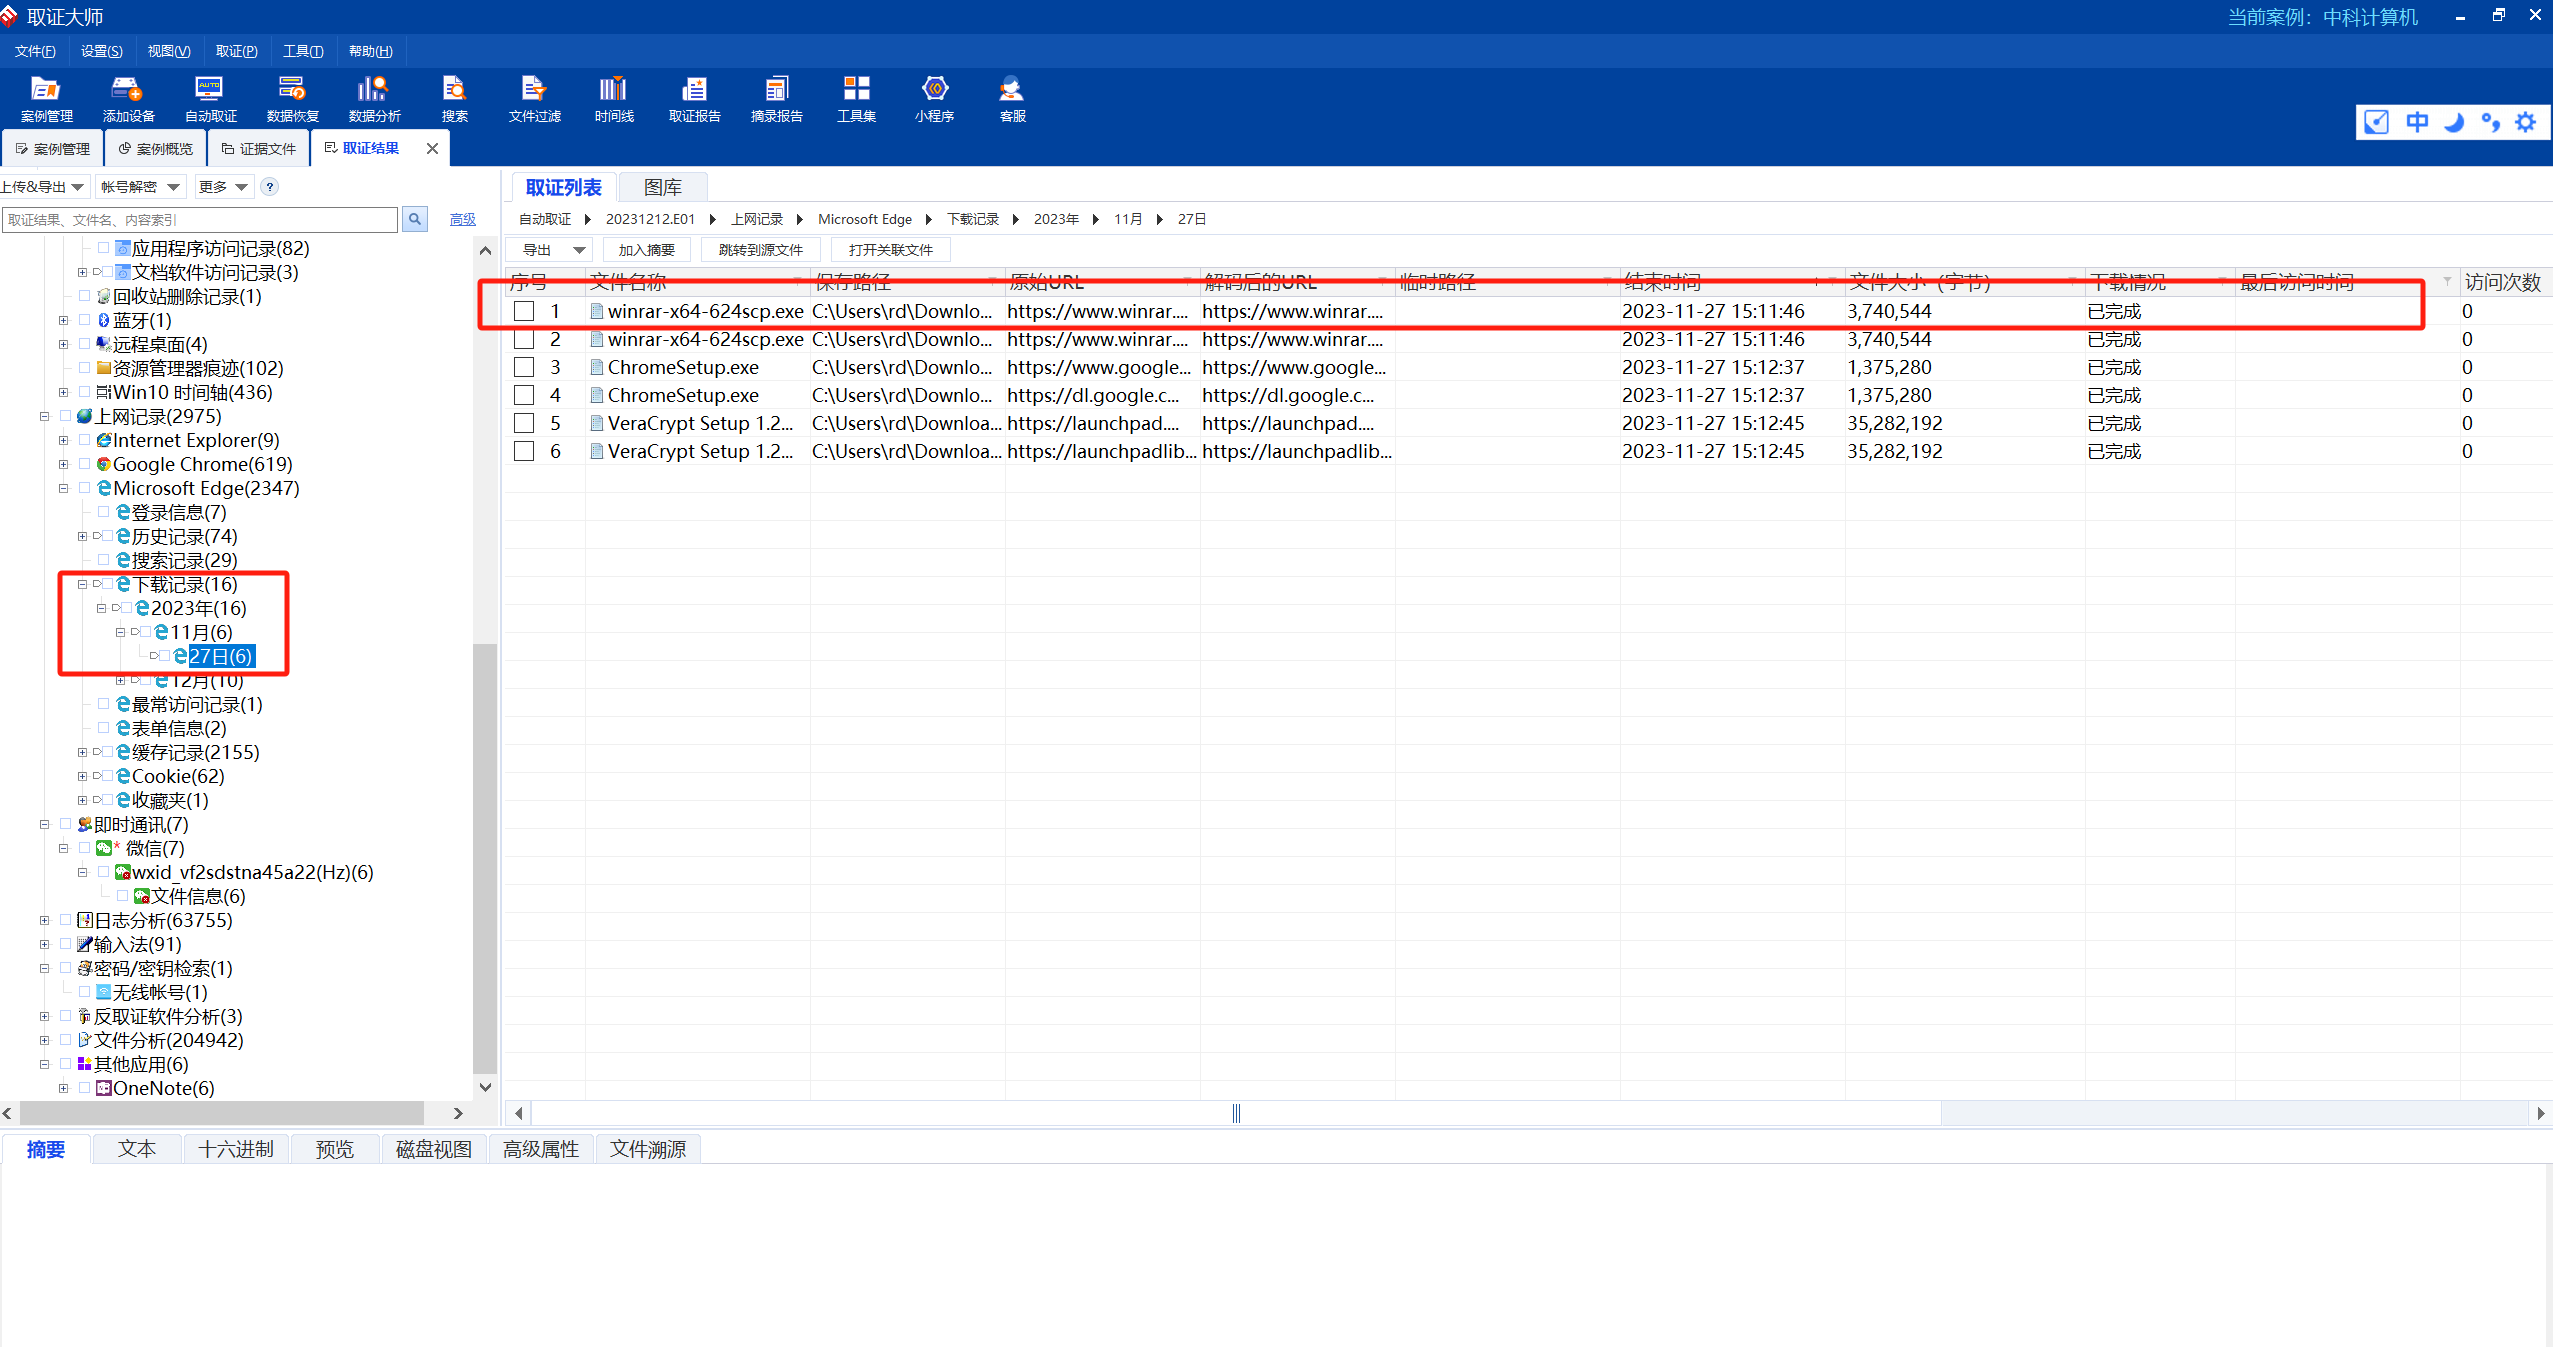 取证大师
当前案例：中科计算机
文件(F) 设置(S) 视图(V) 取证(P) 工具(T) 帮助(H)
案例管理 添加设备 自动取证 数据恢复 数据分析 搜索 文件过滤 时间线 取证报告 摘录报告 工具集 小程序 客服
中
案例管理 案例概览 证据文件 取证结果
上传&导出 帐号解密 更多 ?
取证结果、文件名、内容索引 高级
应用程序访问记录(82)
文档软件访问记录(3)
回收站删除记录(1)
蓝牙(1)
远程桌面(4)
资源管理器痕迹(102)
Win10 时间轴(436)
上网记录(2975)
Internet Explorer(9)
Google Chrome(619)
Microsoft Edge(2347)
登录信息(7)
历史记录(74)
搜索记录(29)
下载记录(16)
2023年(16)
11月(6)
27日(6)
12月(10)
最常访问记录(1)
表单信息(2)
缓存记录(2155)
Cookie(62)
收藏夹(1)
即时通讯(7)
* 微信(7)
wxid_vf2sdstna45a22(Hz)(6)
文件信息(6)
日志分析(63755)
输入法(91)
密码/密钥检索(1)
无线帐号(1)
反取证软件分析(3)
文件分析(204942)
其他应用(6)
OneNote(6)
取证列表 图库
自动取证 20231212.E01 上网记录 Microsoft Edge 下载记录 2023年 11月 27日
导出 加入摘要 跳转到源文件 打开关联文件
序号 文件名称 保存路径 原始URL 解码后的URL 临时路径 结束时间 文件大小（字节） 下载情况 最后访问时间 访问次数
1 winrar-x64-624scp.exe C:\Users\rd\Downlo... https://www.winrar.... https://www.winrar.... 2023-11-27 15:11:46 3,740,544 已完成 0
2 winrar-x64-624scp.exe C:\Users\rd\Downlo... https://www.winrar.... https://www.winrar.... 2023-11-27 15:11:46 3,740,544 已完成 0
3 ChromeSetup.exe C:\Users\rd\Downlo... https://www.google... https://www.google... 2023-11-27 15:12:37 1,375,280 已完成 0
4 ChromeSetup.exe C:\Users\rd\Downlo... https://dl.google.c... https://dl.google.c... 2023-11-27 15:12:37 1,375,280 已完成 0
5 VeraCrypt Setup 1.2... C:\Users\rd\Downloa... https://launchpad.... https://launchpad.... 2023-11-27 15:12:45 35,282,192 已完成 0
6 VeraCrypt Setup 1.2... C:\Users\rd\Downloa... https://launchpadlib... https://launchpadlib... 2023-11-27 15:12:45 35,282,192 已完成 0
摘要 文本 十六进制 预览 磁盘视图 高级属性 文件溯源